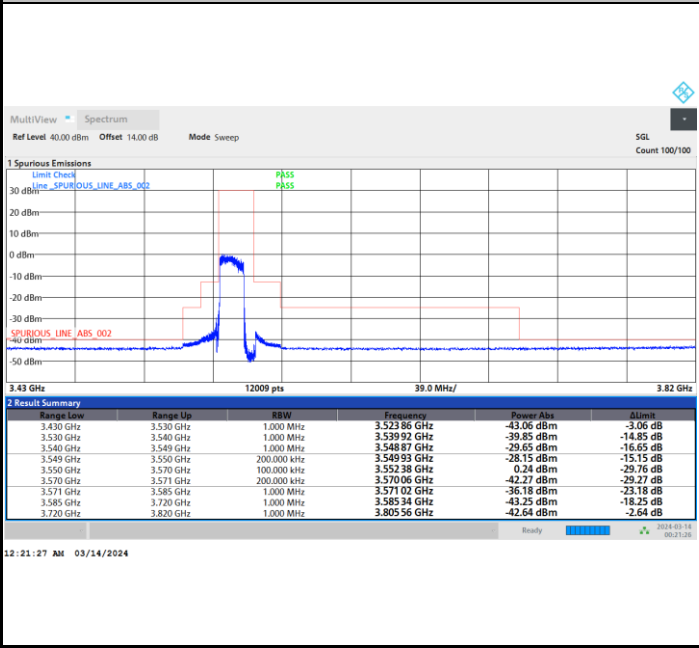 MultiView Spectrum
Ref Level 40.00 dBm Offset 14.00 dB Mode Sweep SGL
Count 100/100
1 Spurious Emissions
Limit Check PASS
Line _SPURIOUS_LINE_ABS_002 PASS
30 dBm
20 dBm
10 dBm
0 dBm
-10 dBm
-20 dBm
-30 dBm
SPURIOUS_LINE_ABS_002
-40 dBm
-50 dBm
3.43 GHz 12009 pts 39.0 MHz/ 3.82 GHz
2 Result Summary
Range Low Range Up RBW Frequency Power Abs ΔLimit
3.430 GHz 3.530 GHz 1.000 MHz 3.523 86 GHz -43.06 dBm -3.06 dB
3.530 GHz 3.540 GHz 1.000 MHz 3.539 92 GHz -39.85 dBm -14.85 dB
3.540 GHz 3.549 GHz 1.000 MHz 3.548 87 GHz -29.65 dBm -16.65 dB
3.549 GHz 3.550 GHz 200.000 kHz 3.549 93 GHz -28.15 dBm -15.15 dB
3.550 GHz 3.570 GHz 100.000 kHz 3.552 38 GHz 0.24 dBm -29.76 dB
3.570 GHz 3.571 GHz 200.000 kHz 3.570 06 GHz -42.27 dBm -29.27 dB
3.571 GHz 3.585 GHz 1.000 MHz 3.571 02 GHz -36.18 dBm -23.18 dB
3.585 GHz 3.720 GHz 1.000 MHz 3.585 34 GHz -43.25 dBm -18.25 dB
3.720 GHz 3.820 GHz 1.000 MHz 3.805 56 GHz -42.64 dBm -2.64 dB
Ready 2024-03-14
00:21:26
12:21:27 AM 03/14/2024